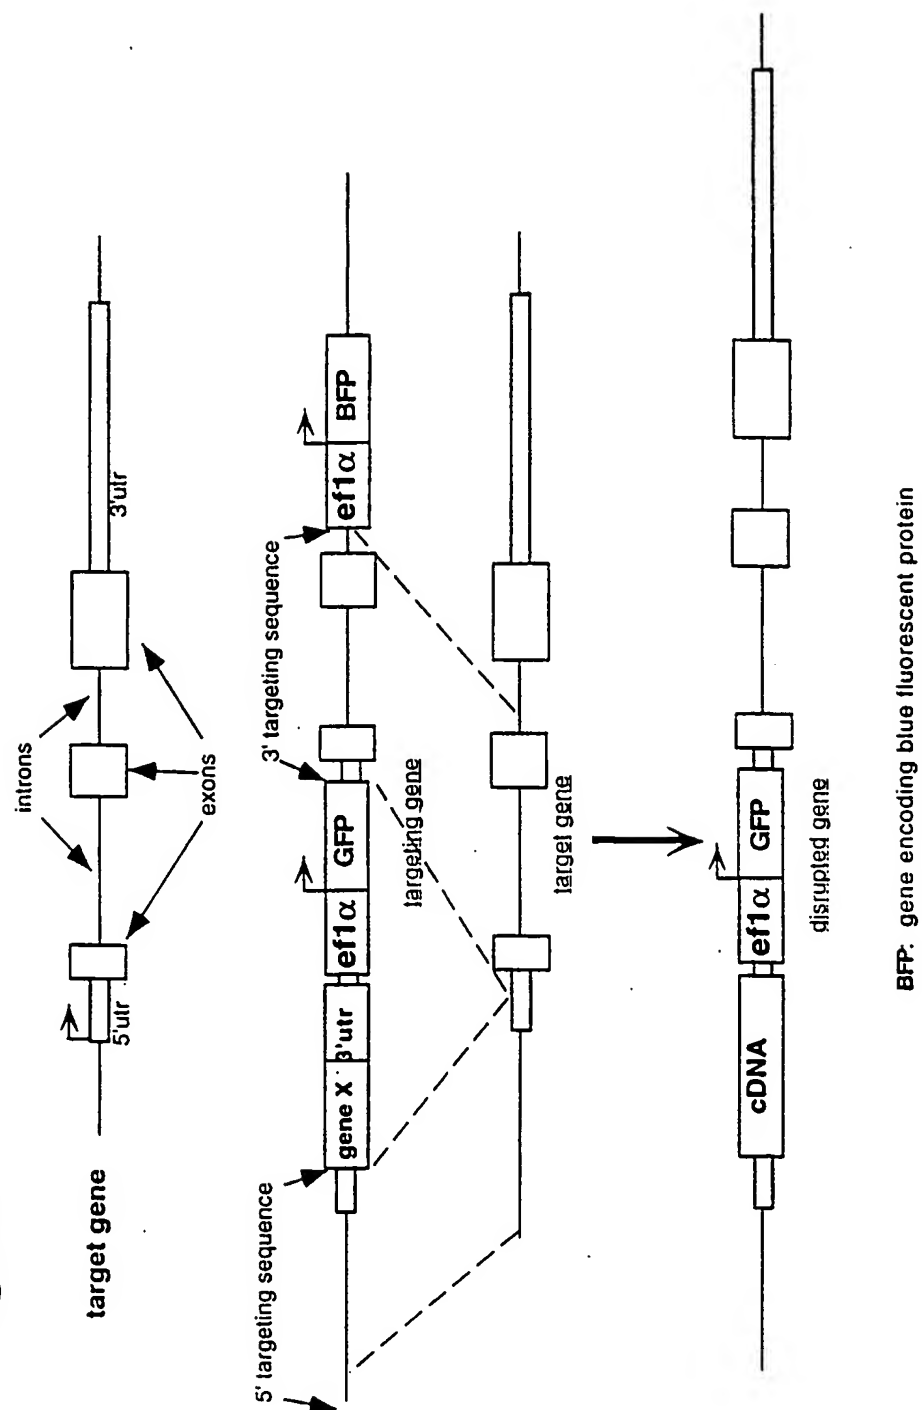 target gene
5'utr
introns
exons
3'utr
5' targeting sequence
3' targeting sequence
gene X
3'utr
ef1α
GFP
ef1α
BFP
targeting gene
target gene
cDNA
ef1α
GFP
disrupted gene
BFP: gene encoding blue fluorescent protein